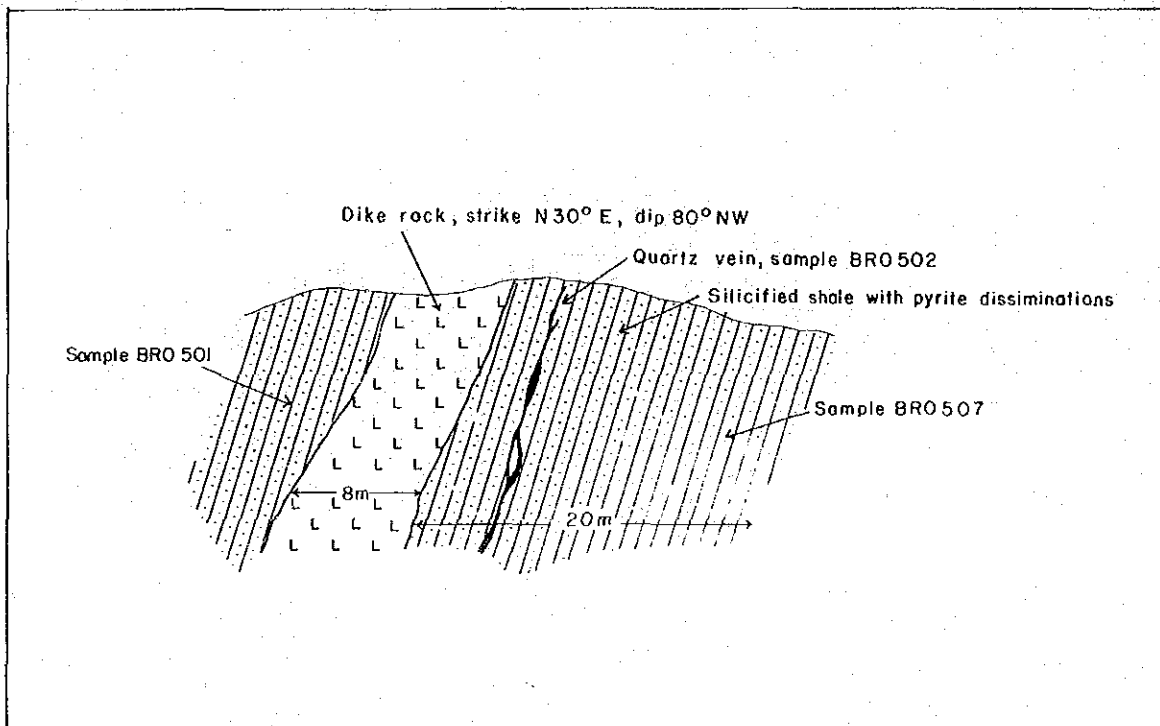 Dike rock, strike N30° E, dip 80° NW
Quartz vein, sample BRO 502
Silicified shale with pyrite dissiminations
Sample BRO 501
Sample BRO 507
8m
20m